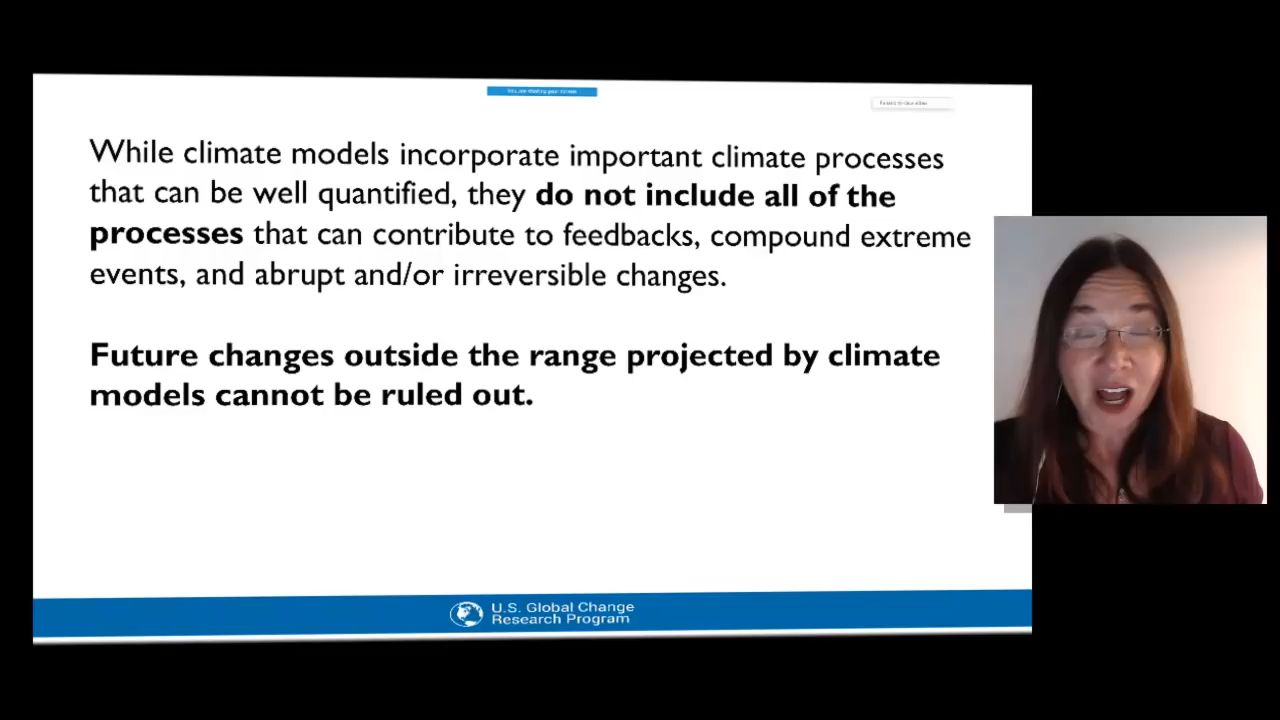 While climate models incorporate important climate processes
that can be well quantified, they do not include all of the
processes that can contribute to feedbacks, compound extreme
events, and abrupt and/or irreversible changes.
Future changes outside the range projected by climate
models cannot be ruled out.
U.S. Global Change
Research Program